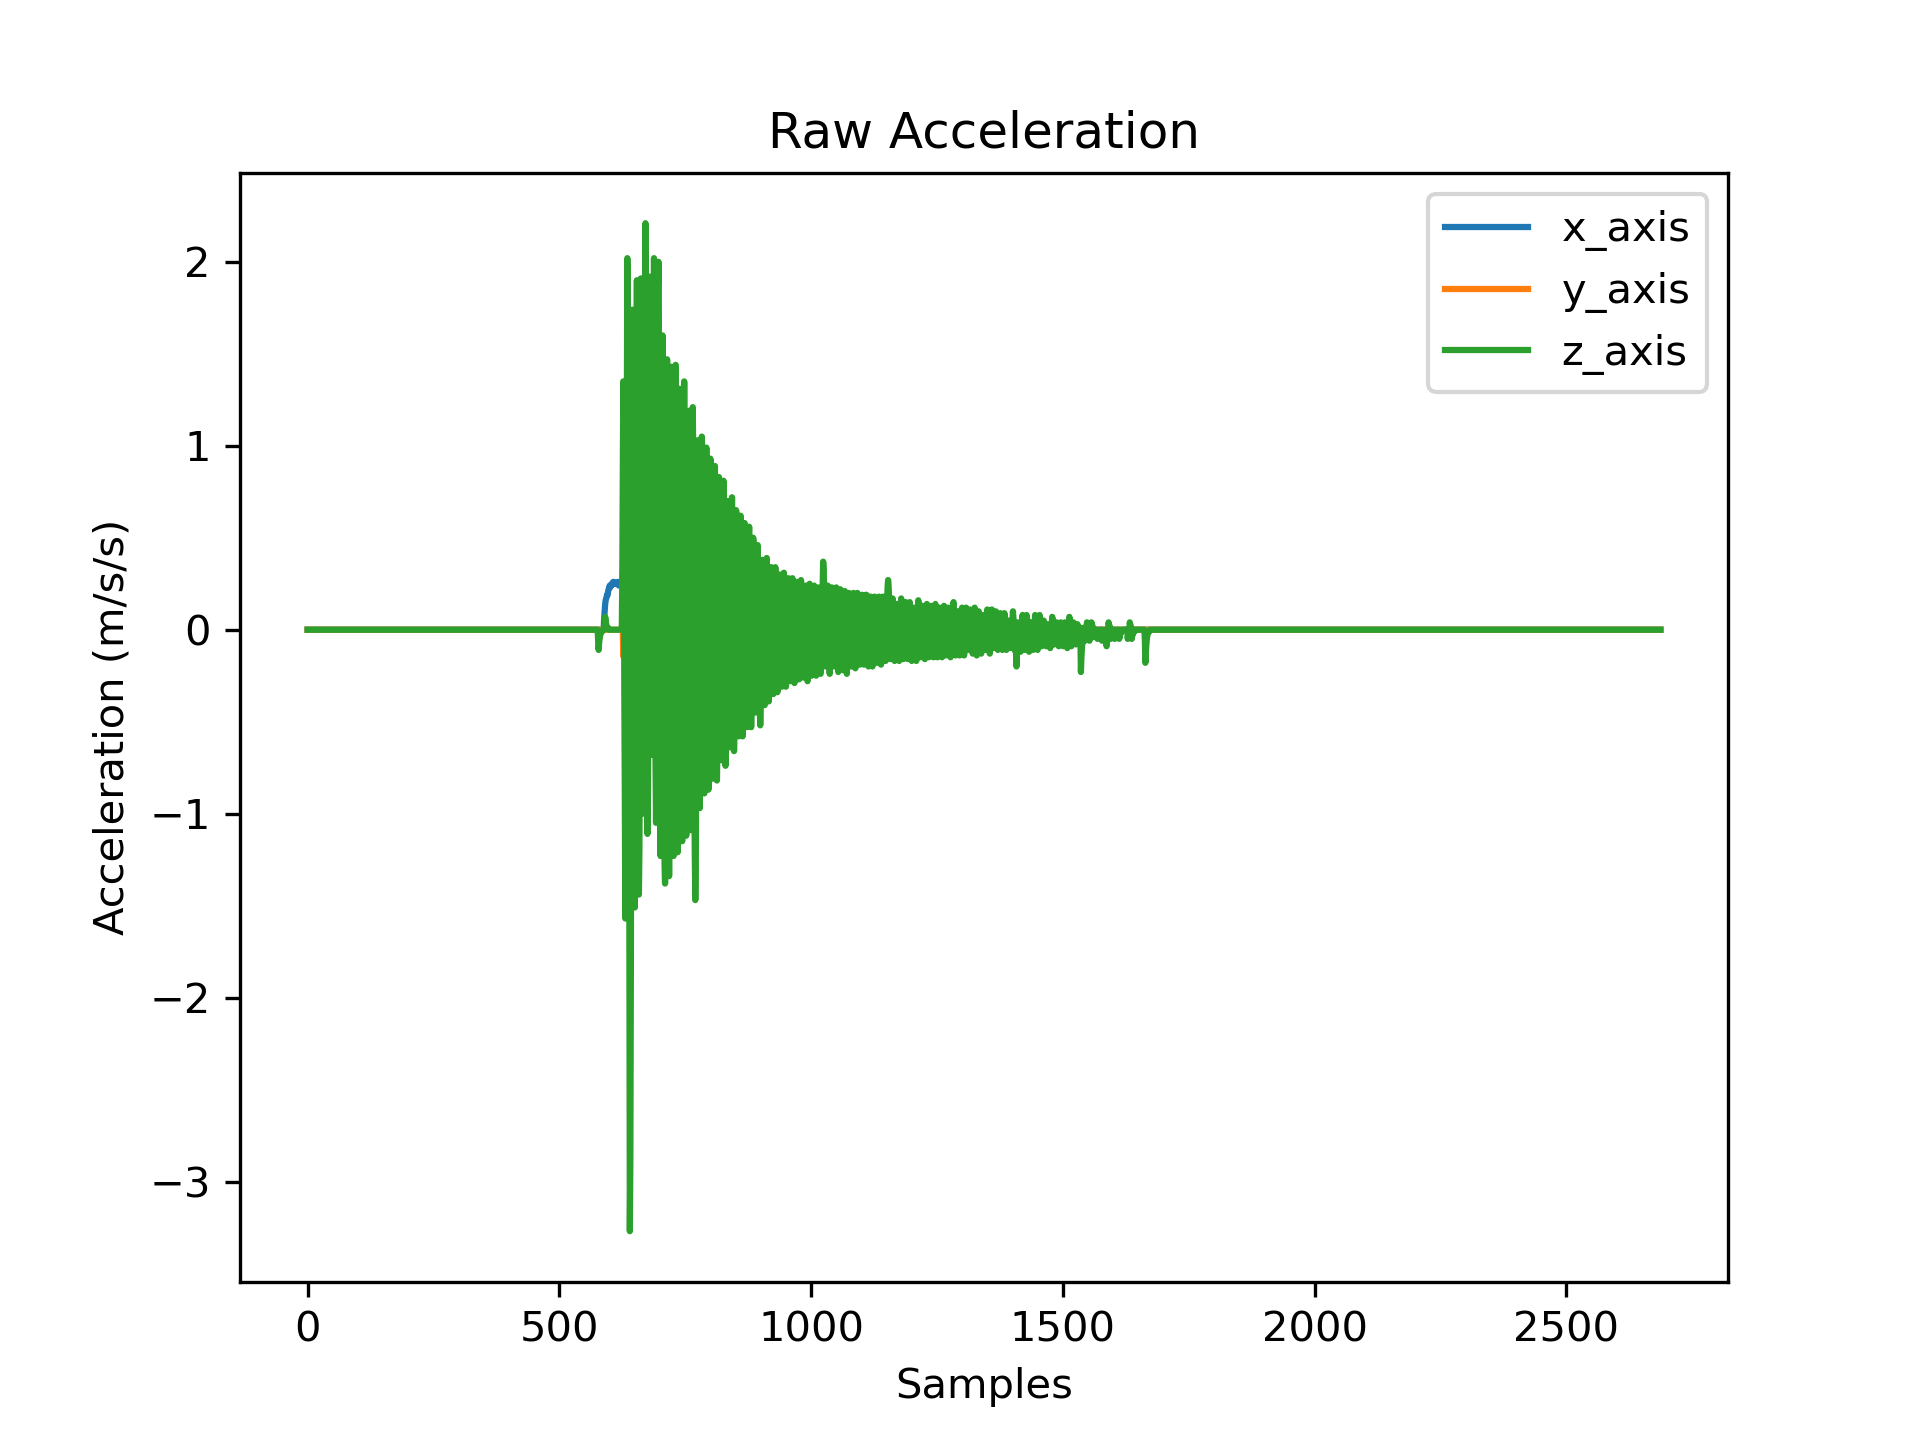 Raw Acceleration
x_axis
y_axis
z_axis
Acceleration (m/s/s)
2
1
0
−1
−2
−3
0 500 1000 1500 2000 2500
Samples